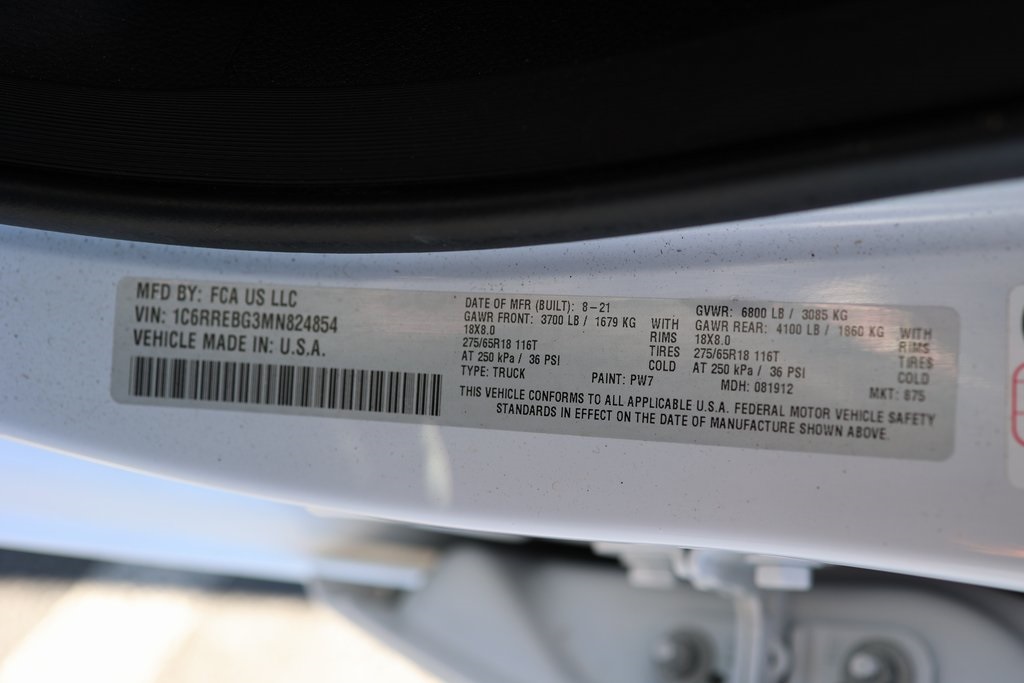 MFD BY: FCA US LLC
VIN: 1C6RREBG3MN824854
VEHICLE MADE IN: U.S.A.
DATE OF MFR (BUILT): 8-21
GAWR FRONT: 3700 LB / 1679 KG WITH
18X8.0 RIMS
275/65R18 116T TIRES
AT 250 kPa / 36 PSI COLD
TYPE: TRUCK PAINT: PW7
GVWR: 6800 LB / 3085 KG
GAWR REAR: 4100 LB / 1860 KG WITH
18X8.0 RIMS
275/65R18 116T TIRES
AT 250 kPa / 36 PSI COLD
MDH: 081912 MKT: 875
THIS VEHICLE CONFORMS TO ALL APPLICABLE U.S.A. FEDERAL MOTOR VEHICLE SAFETY
STANDARDS IN EFFECT ON THE DATE OF MANUFACTURE SHOWN ABOVE.